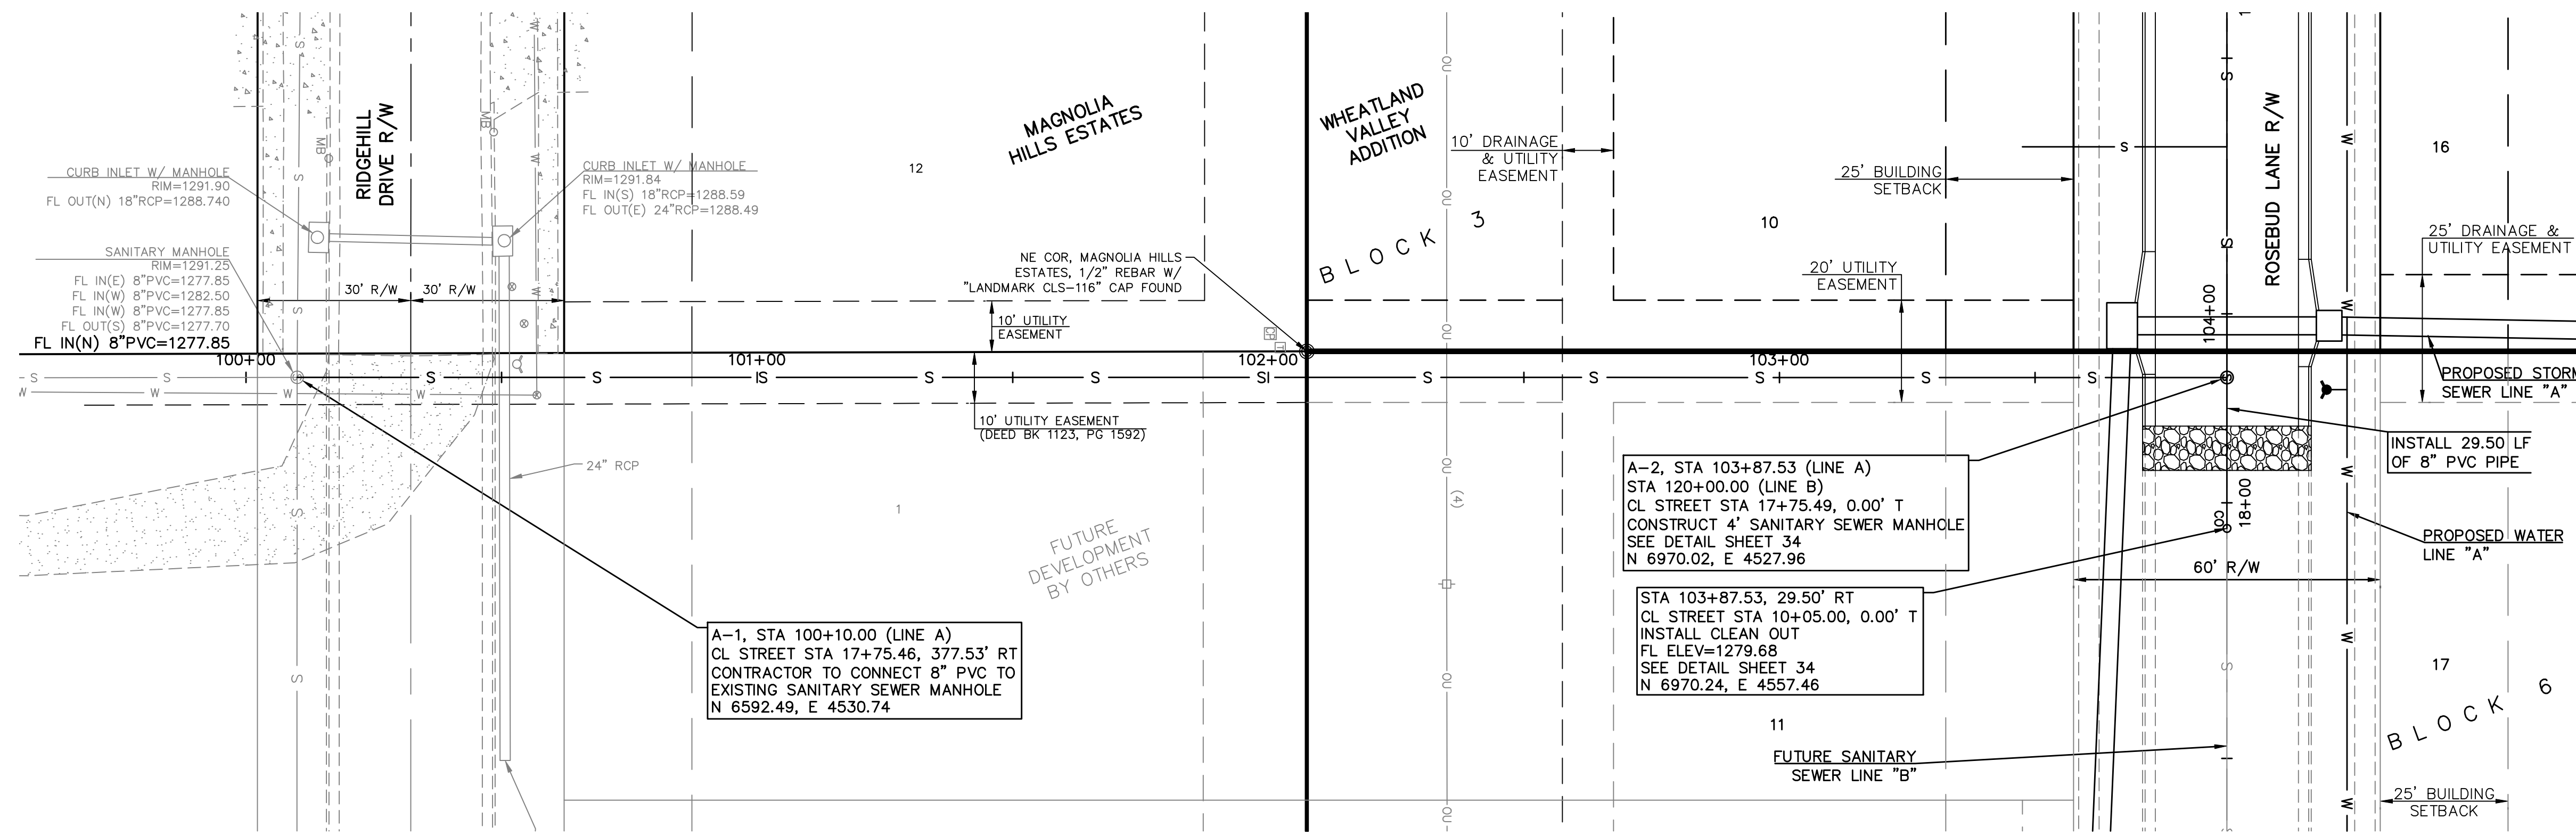 CURB INLET W/ MANHOLE
RIM=1291.90
FL OUT(N) 18"RCP=1288.740
SANITARY MANHOLE
RIM=1291.25
FL IN(E) 8"PVC=1277.85
FL IN(W) 8"PVC=1282.50
FL IN(W) 8"PVC=1277.85
FL OUT(S) 8"PVC=1277.70
FL IN(N) 8"PVC=1277.85
RIDGEHILL
DRIVE R/W
MB
MB
30' R/W
30' R/W
CURB INLET W/ MANHOLE
RIM=1291.84
FL IN(S) 18"RCP=1288.59
FL OUT(E) 24"RCP=1288.49
12
MAGNOLIA
HILLS ESTATES
WHEATLAND
VALLEY
ADDITION
10' DRAINAGE
& UTILITY
EASEMENT
BLOCK 3
NE COR, MAGNOLIA HILLS
ESTATES, 1/2" REBAR W/
"LANDMARK CLS-116" CAP FOUND
10' UTILITY
EASEMENT
25' BUILDING
SETBACK
10
20' UTILITY
EASEMENT
ROSEBUD LANE R/W
16
25' DRAINAGE &
UTILITY EASEMENT
104+00
100+00
101+00
102+00
103+00
S
S
W
W
W
W
S
S
IS
S
S
SI
S
S
S
S
S
PROPOSED STORM
SEWER LINE "A"
10' UTILITY EASEMENT
(DEED BK 1123, PG 1592)
24" RCP
1
FUTURE
DEVELOPMENT
BY OTHERS
OU
OU
OU
OU
OU
OU
(4)
A-2, STA 103+87.53 (LINE A)
STA 120+00.00 (LINE B)
CL STREET STA 17+75.49, 0.00' T
CONSTRUCT 4' SANITARY SEWER MANHOLE
SEE DETAIL SHEET 34
N 6970.02, E 4527.96
INSTALL 29.50 LF
OF 8" PVC PIPE
18+00
CO
PROPOSED WATER
LINE "A"
60' R/W
STA 103+87.53, 29.50' RT
CL STREET STA 10+05.00, 0.00' T
INSTALL CLEAN OUT
FL ELEV=1279.68
SEE DETAIL SHEET 34
N 6970.24, E 4557.46
A-1, STA 100+10.00 (LINE A)
CL STREET STA 17+75.46, 377.53' RT
CONTRACTOR TO CONNECT 8" PVC TO
EXISTING SANITARY SEWER MANHOLE
N 6592.49, E 4530.74
11
17
BLOCK 6
FUTURE SANITARY
SEWER LINE "B"
25' BUILDING
SETBACK